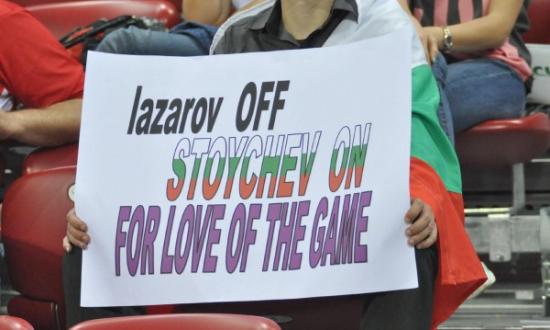 lazarov OFF
STOYCHEV ON
FOR LOVE OF THE GAME